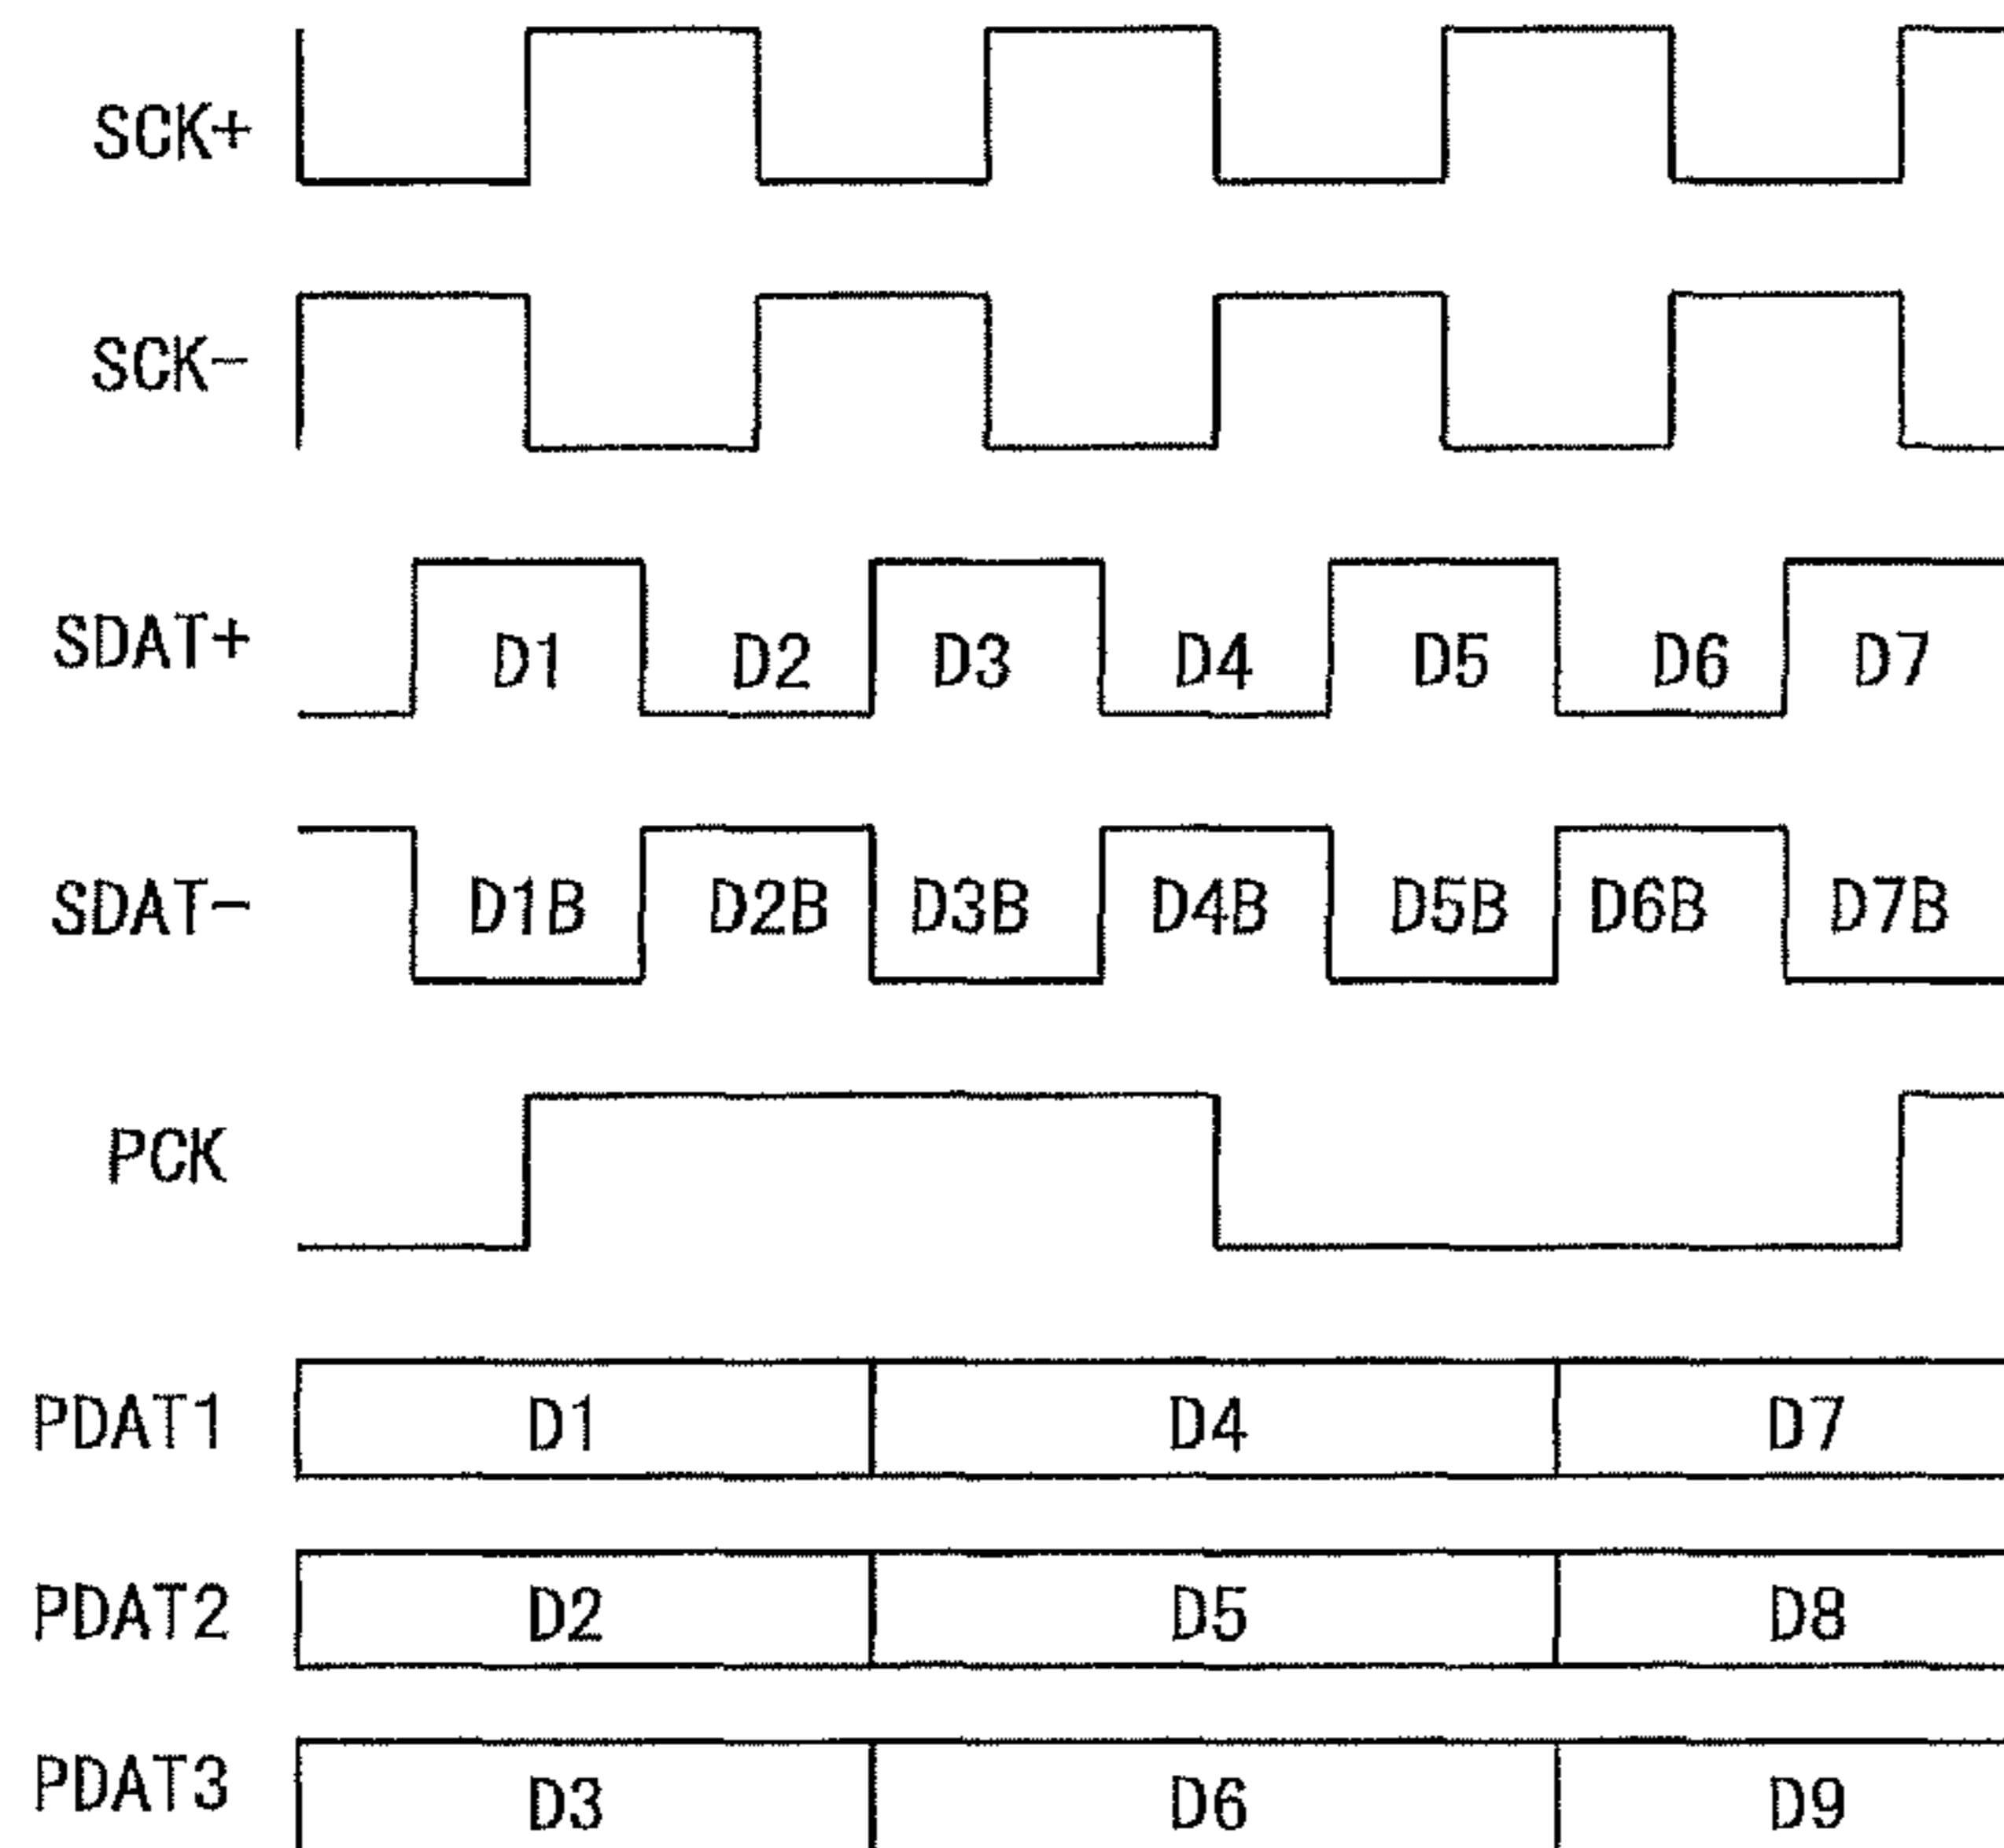 SCK+
SCK-
SDAT+ D1 D2 D3 D4 D5 D6 D7
SDAT- D1B D2B D3B D4B D5B D6B D7B
PCK
PDAT1 D1 D4 D7
PDAT2 D2 D5 D8
PDAT3 D3 D6 D9